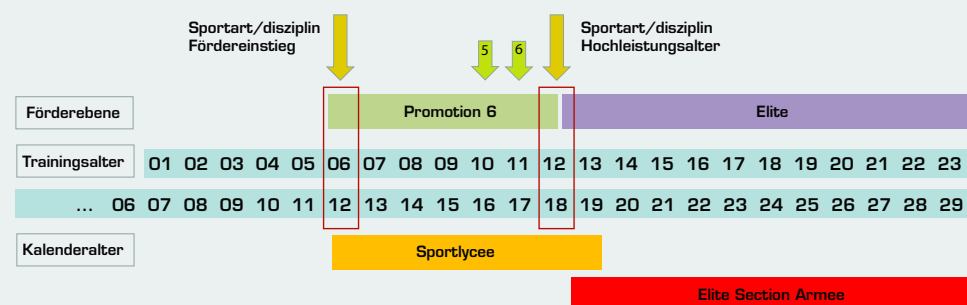 Sportart/disziplin
Fördereinstieg
Sportart/disziplin
Hochleistungsalter
5
6
Förderebene
Promotion 6
Elite
Trainingsalter
01 02 03 04 05 06 07 08 09 10 11 12 13 14 15 16 17 18 19 20 21 22 23
... 06 07 08 09 10 11 12 13 14 15 16 17 18 19 20 21 22 23 24 25 26 27 28 29
Kalenderalter
Sportlycee
Elite Section Armee